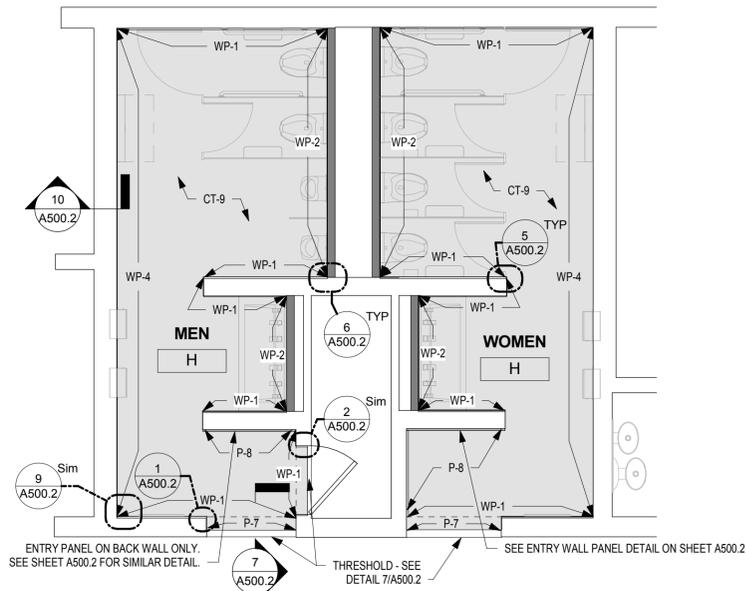 WP-1
WP-1
WP-2
WP-2
CT-9
CT-9
10
A500.2
5
A500.2
TYP
WP-1
WP-1
WP-4
WP-4
WP-1
WP-1
6
A500.2
TYP
MEN
H
WOMEN
H
WP-2
WP-2
WP-1
WP-1
2
A500.2
Sim
P-8
P-8
9
A500.2
Sim
1
A500.2
WP-1
WP-1
WP-1
P-7
P-7
ENTRY PANEL ON BACK WALL ONLY.
SEE SHEET A500.2 FOR SIMILAR DETAIL.
7
A500.2
THRESHOLD - SEE
DETAIL 7/A500.2
SEE ENTRY WALL PANEL DETAIL ON SHEET A500.2